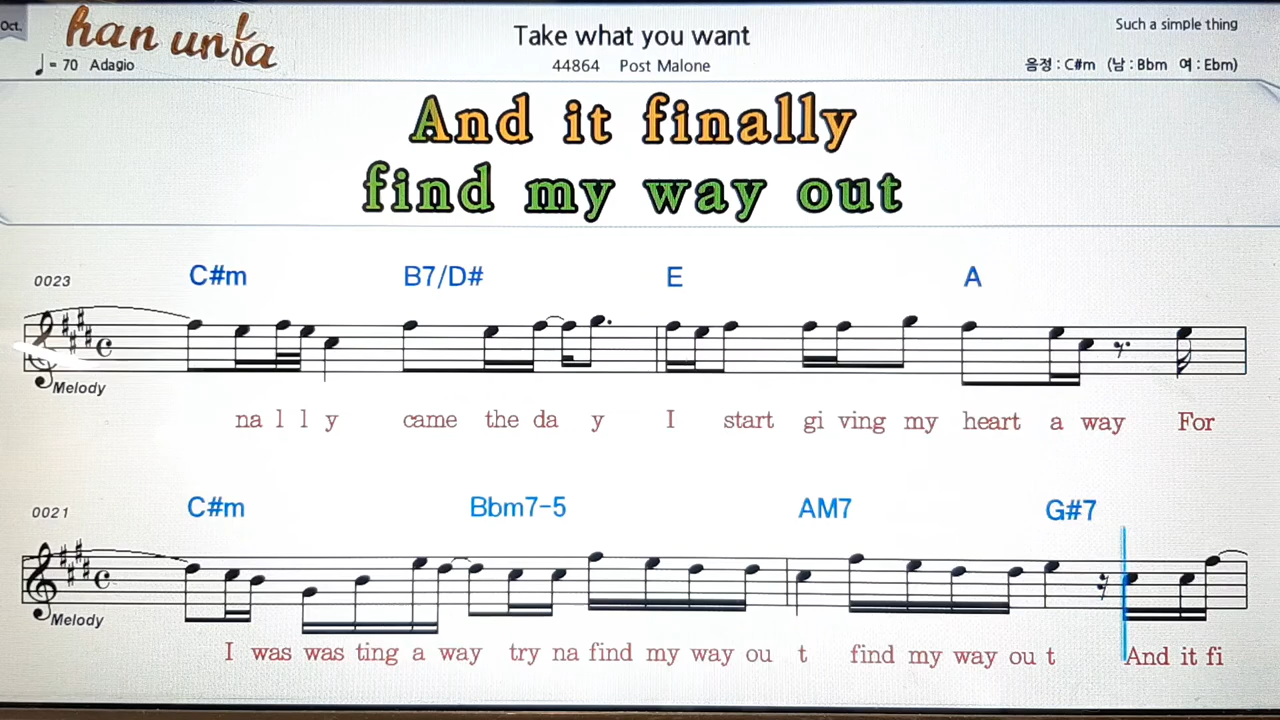 Oct.
han unfa
Such a simple thing
Take what you want
♩ = 70 Adagio
44864 Post Malone
음정 : C#m (남 : Bbm 여 : Ebm)
And it finally
find my way out
0023
C#m B7/D# E A
Melody
na l l y came the da y I start gi ving my heart a way For
0021
C#m Bbm7-5 AM7 G#7
Melody
I was was ting a way try na find my way ou t find my way ou t And it fi